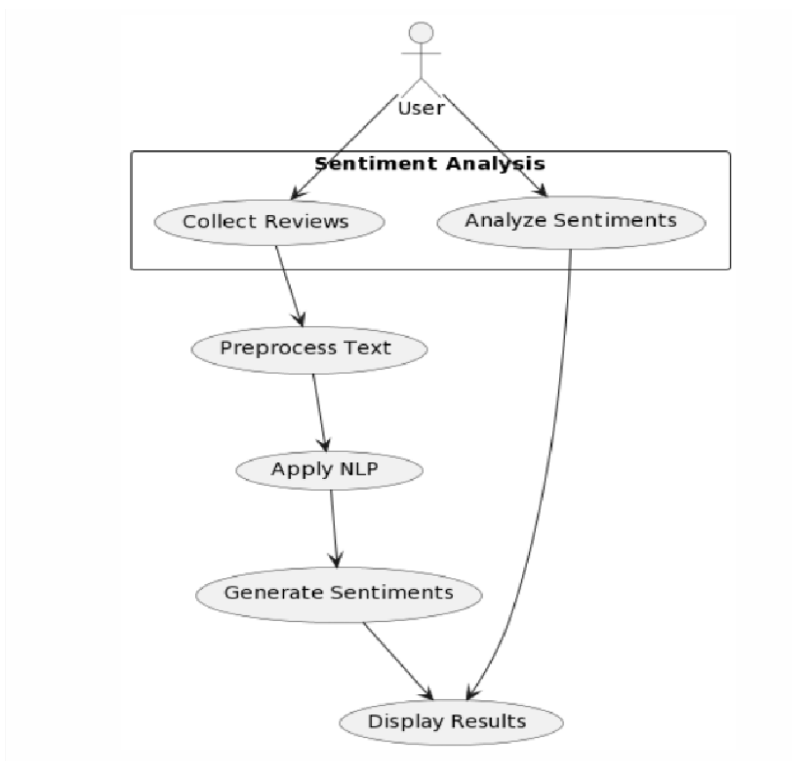 User
Sentiment Analysis
Collect Reviews
Analyze Sentiments
Preprocess Text
Apply NLP
Generate Sentiments
Display Results